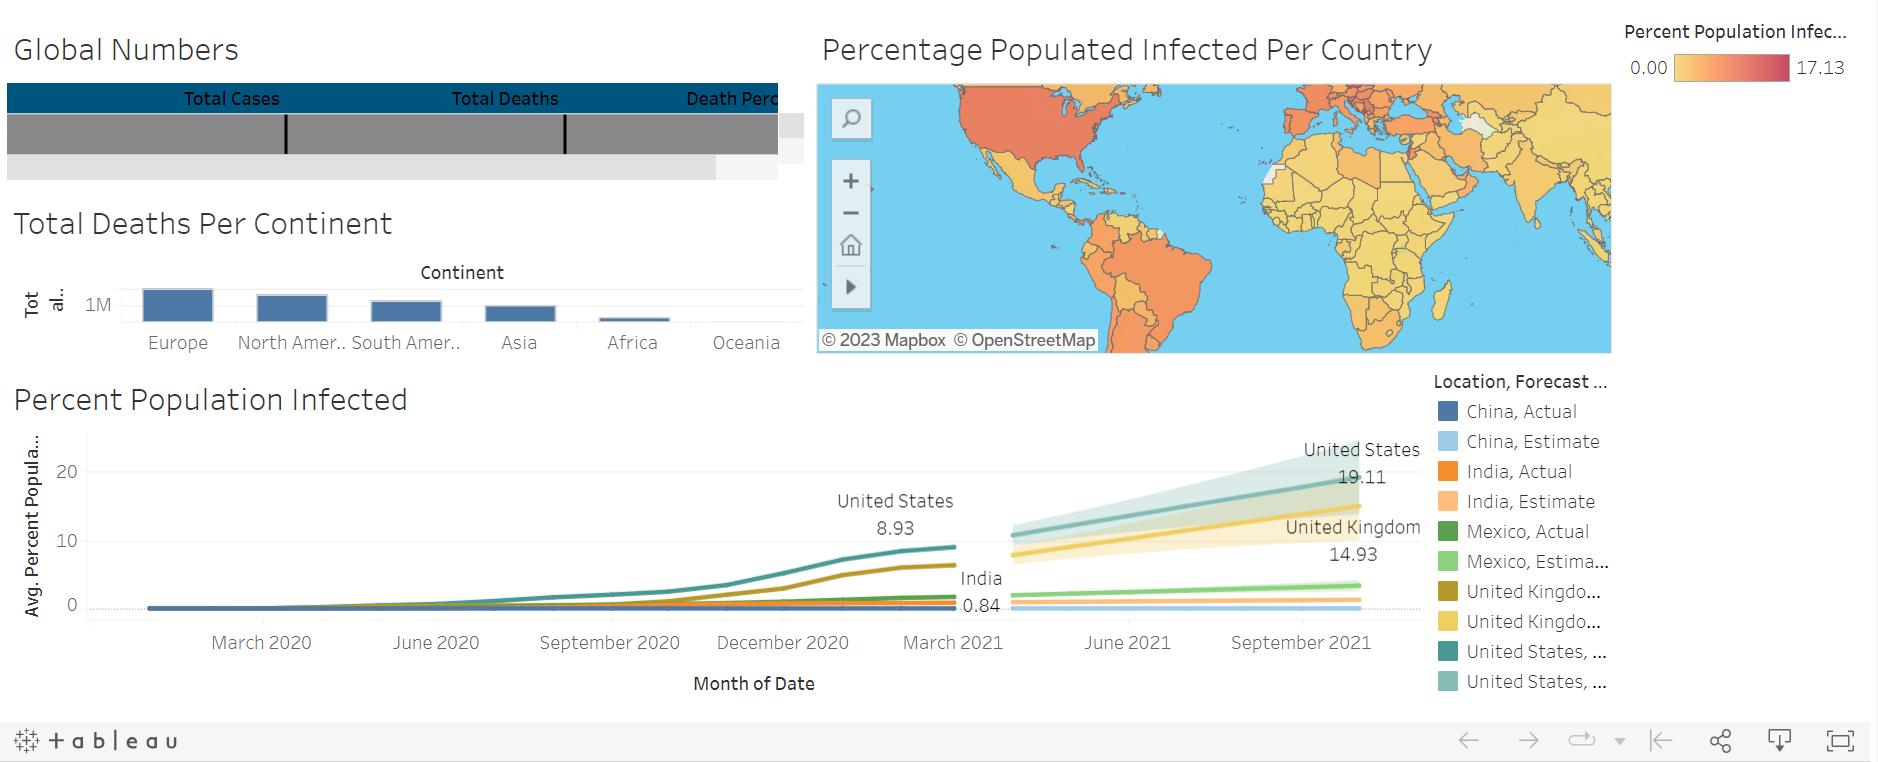 Global Numbers
Total Cases
Total Deaths
Death Perc
Total Deaths Per Continent
Continent
Tot
al..
1M
Europe
North Amer..
South Amer..
Asia
Africa
Oceania
Percentage Populated Infected Per Country
© 2023 Mapbox © OpenStreetMap
Percent Population Infec...
0.00
17.13
Percent Population Infected
Avg. Percent Popula...
20
10
0
United States
8.93
India
0.84
United States
19.11
United Kingdom
14.93
March 2020
June 2020
September 2020
December 2020
March 2021
June 2021
September 2021
Month of Date
Location, Forecast ...
China, Actual
China, Estimate
India, Actual
India, Estimate
Mexico, Actual
Mexico, Estima...
United Kingdo...
United Kingdo...
United States, ...
United States, ...
+ a b l e a u